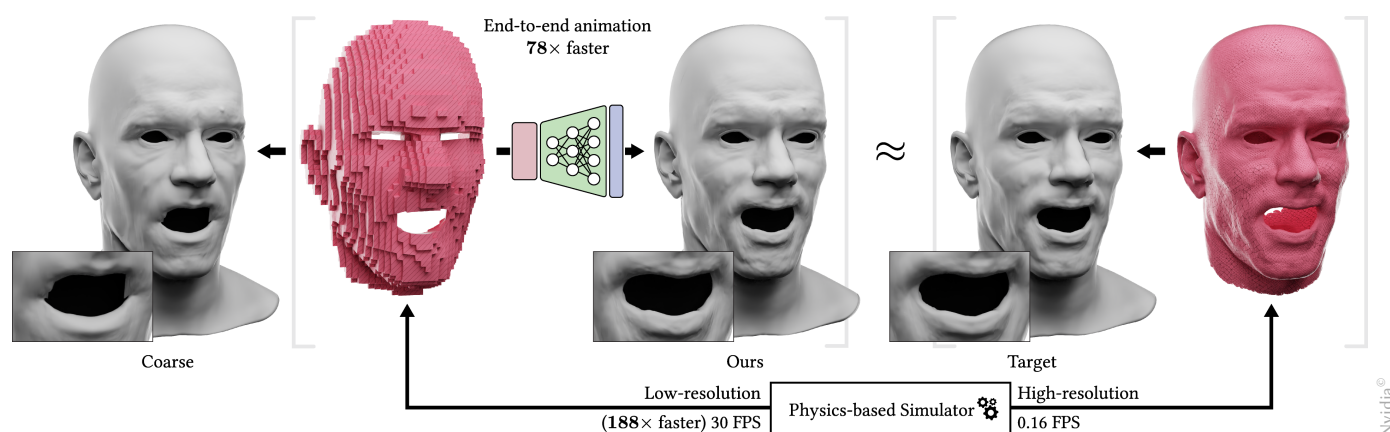 End-to-end animation
78× faster
≈
Coarse
Ours
Target
Low-resolution
(188× faster) 30 FPS
Physics-based Simulator
High-resolution
0.16 FPS
Nvidia©